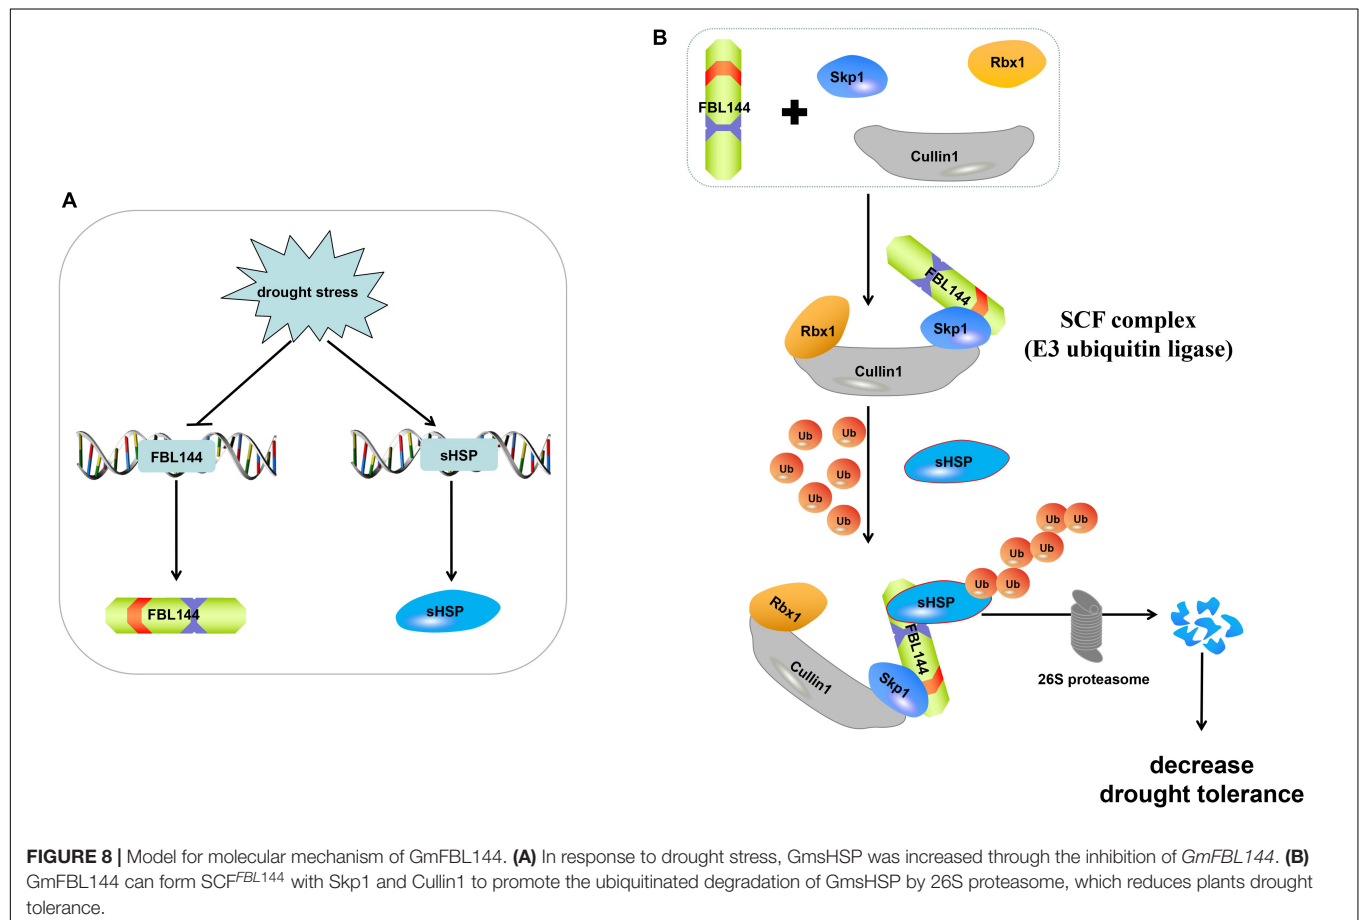 A
drought stress
FBL144
sHSP
FBL144
sHSP
B
FBL144
Skp1
Rbx1
Cullin1
FBL144
Rbx1
Skp1
Cullin1
SCF complex
(E3 ubiquitin ligase)
Ub
Ub
Ub
Ub
Ub
Ub
sHSP
Ub
Ub
Ub
Ub
Ub
Ub
sHSP
Rbx1
FBL144
Cullin1
Skp1
26S proteasome
decrease
drought tolerance
FIGURE 8 | Model for molecular mechanism of GmFBL144. (A) In response to drought stress, GmsHSP was increased through the inhibition of GmFBL144. (B)
GmFBL144 can form SCFFBL144 with Skp1 and Cullin1 to promote the ubiquitinated degradation of GmsHSP by 26S proteasome, which reduces plants drought
tolerance.